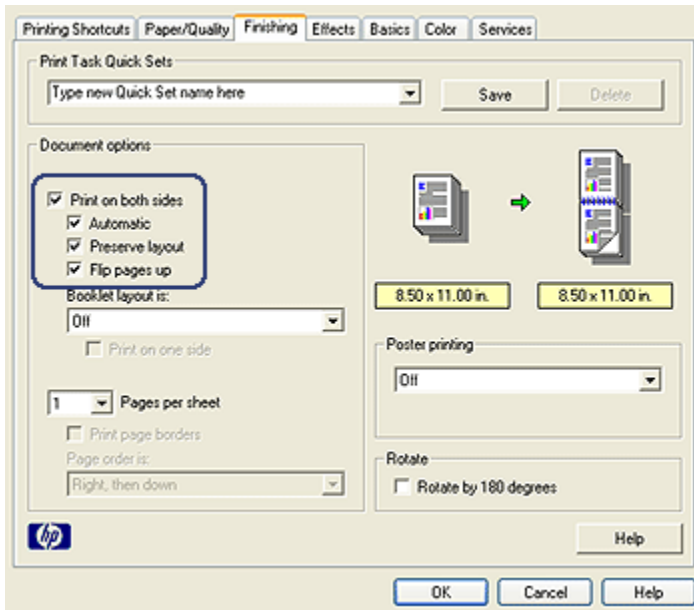 Printing Shortcuts Paper/Quality Finishing Effects Basics Color Services
Print Task Quick Sets
Type new Quick Set name here Save Delete
Document options
Print on both sides
Automatic
Preserve layout
Flip pages up
Booklet layout is:
Off
Print on one side
1 Pages per sheet
Print page borders
Page order is:
Right, then down
8.50 x 11.00 in. 8.50 x 11.00 in.
Poster printing
Off
Rotate
Rotate by 180 degrees
hp
Help
OK Cancel Help